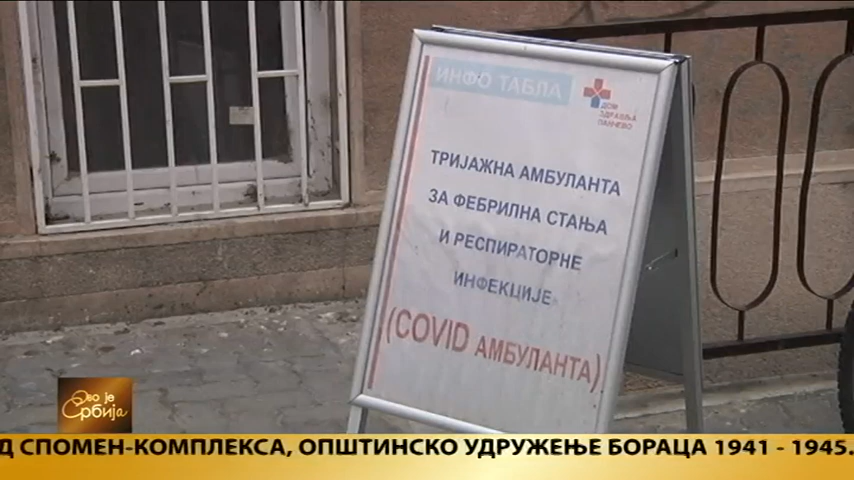 ИНФО ТАБЛА
ДОМ
ЗДРАВЉА
ПАНЧЕВО
ТРИЈАЖНА АМБУЛАНТА
ЗА ФЕБРИЛНА СТАЊА
И РЕСПИРАТОРНЕ
ИНФЕКЦИЈЕ
(COVID АМБУЛАНТА)
Ово је
Србија
Д СПОМЕН-КОМПЛЕКСА, ОПШТИНСКО УДРУЖЕЊЕ БОРАЦА 1941 - 1945.